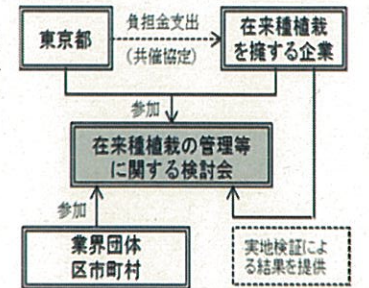 東京都
負担金支出
(共催協定)
在来種植栽
を擁する企業
参加
在来種植栽の管理等
に関する検討会
参加
業界団体
区市町村
実地検証によ
る結果を提供